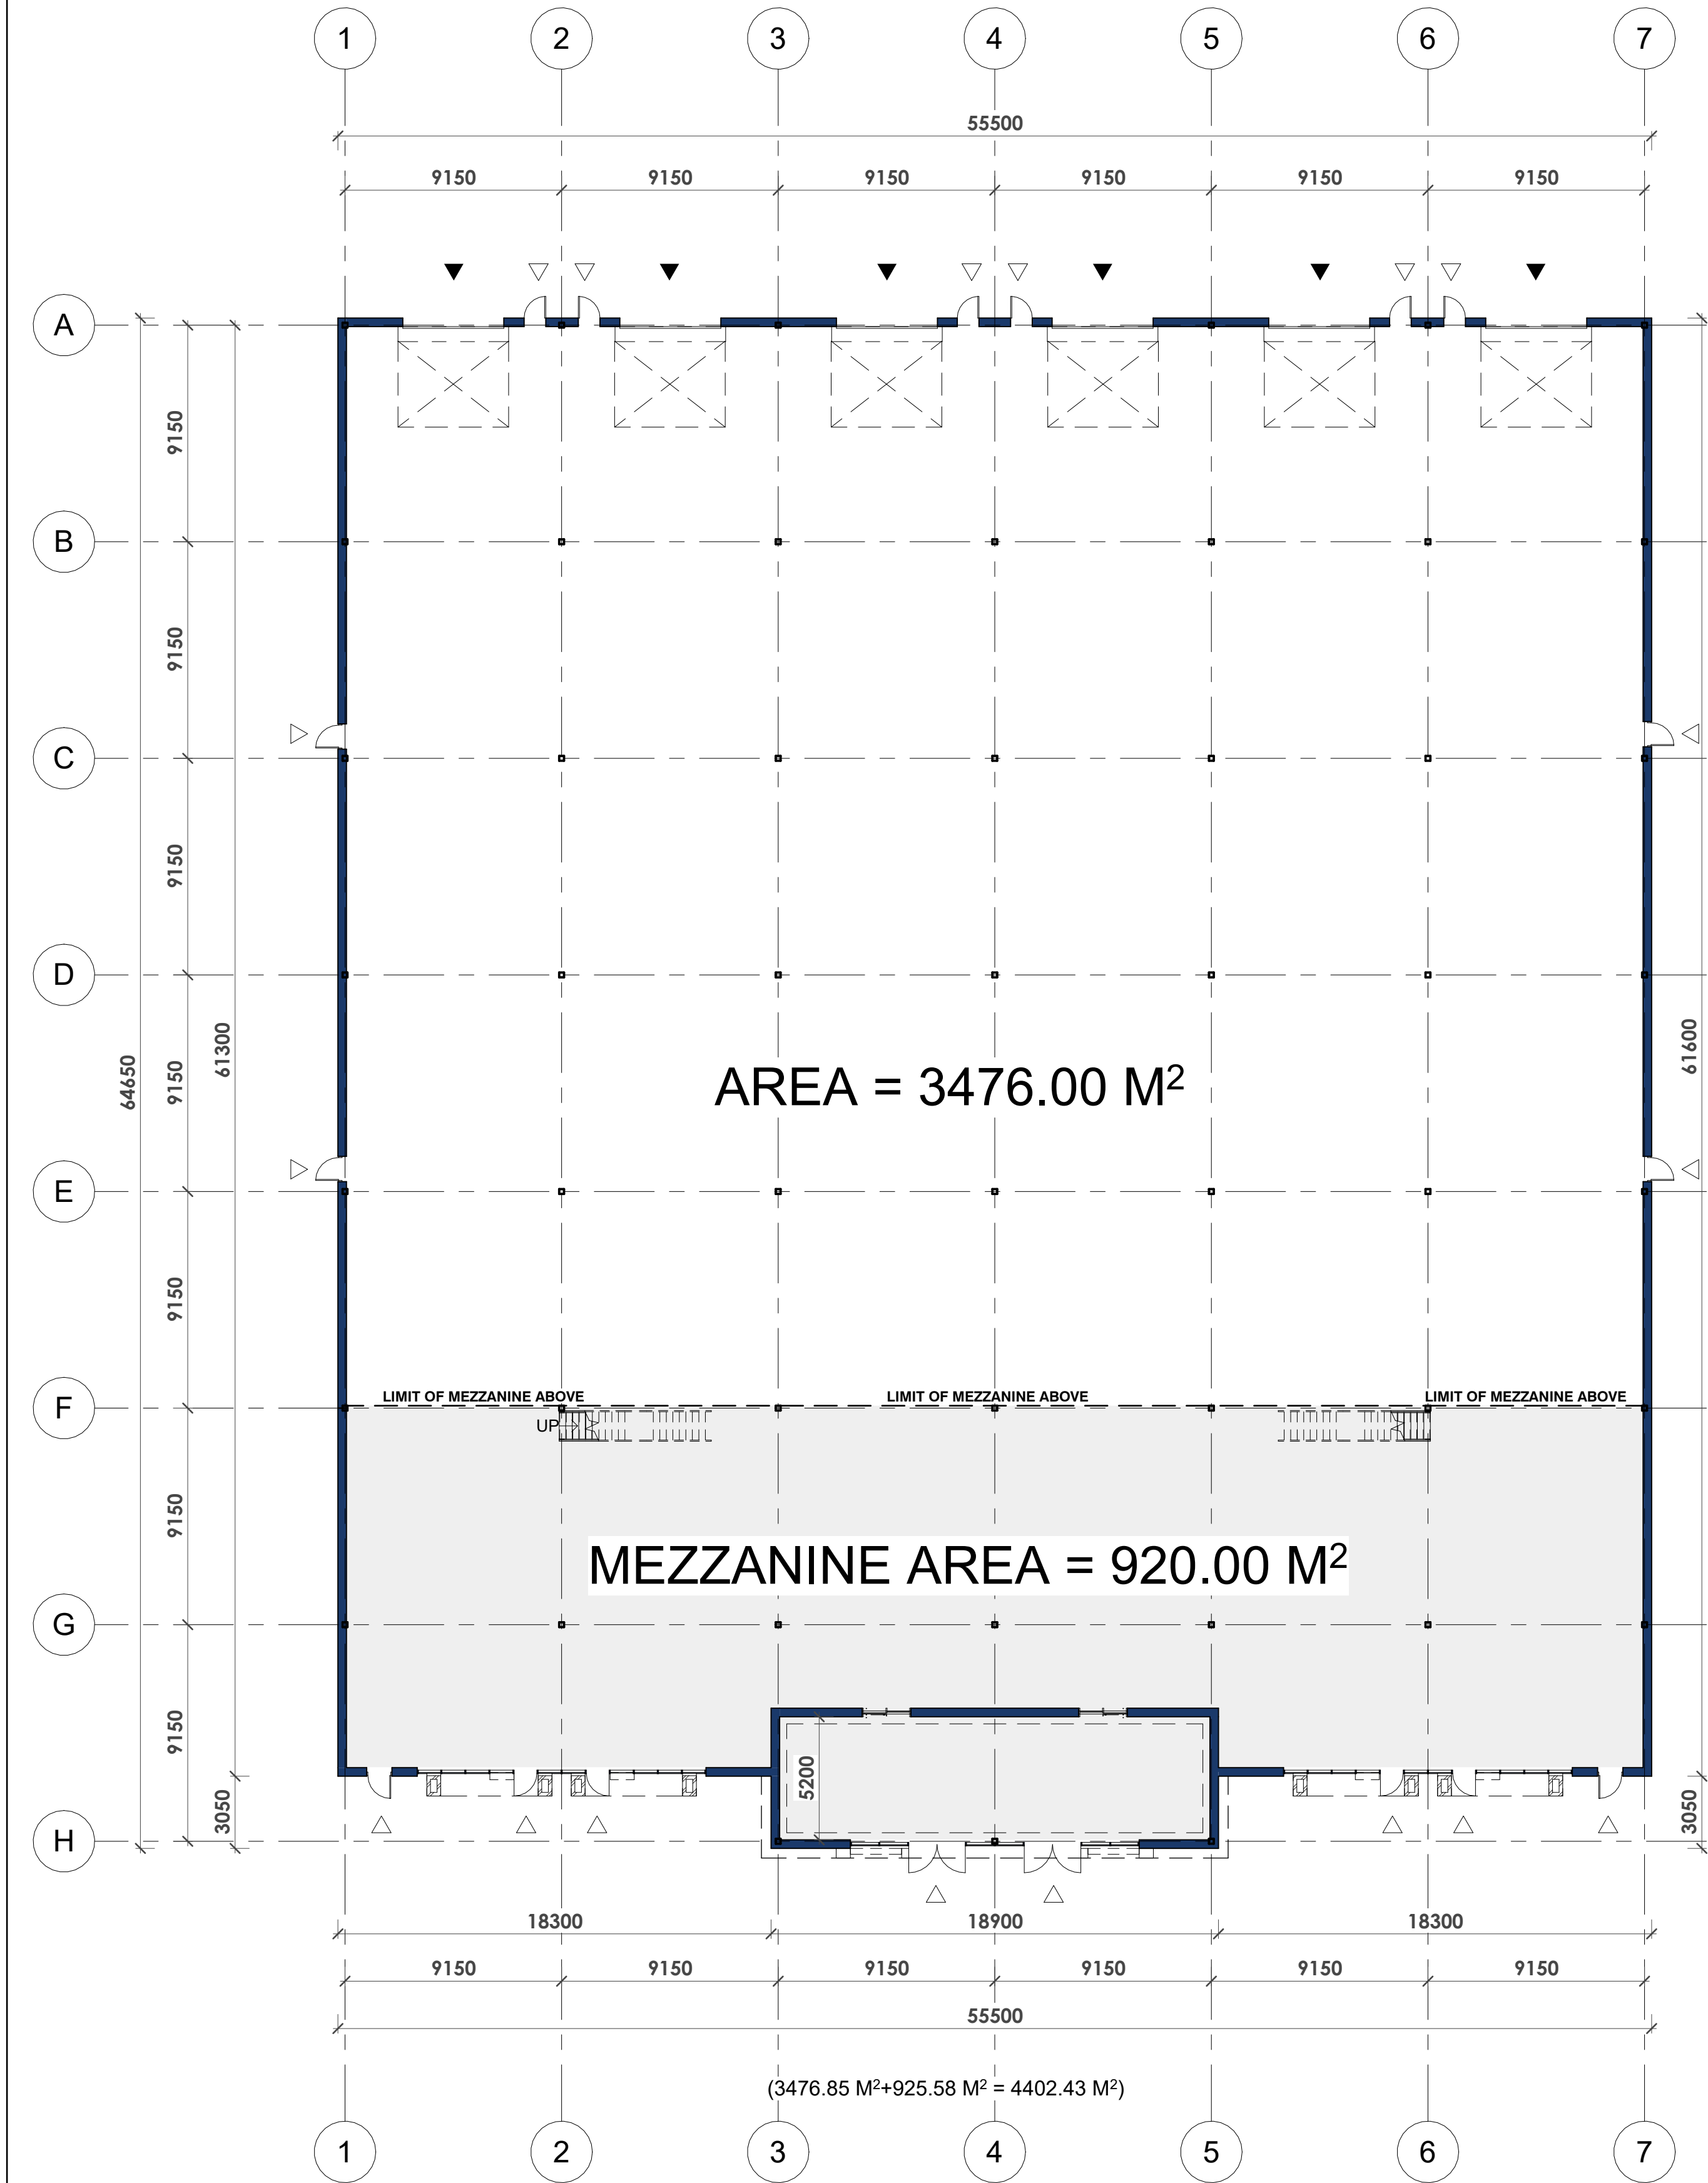 1 2 3 4 5 6 7
55500
9150 9150 9150 9150 9150 9150
A
9150
B
9150
C
9150
D
64650 9150 61300 61600
AREA = 3476.00 M²
E
9150
LIMIT OF MEZZANINE ABOVE LIMIT OF MEZZANINE ABOVE LIMIT OF MEZZANINE ABOVE
F
UP
9150
MEZZANINE AREA = 920.00 M²
G
9150
5200
3050 3050
H
18300 18900 18300
9150 9150 9150 9150 9150 9150
55500
(3476.85 M²+925.58 M² = 4402.43 M²)
1 2 3 4 5 6 7